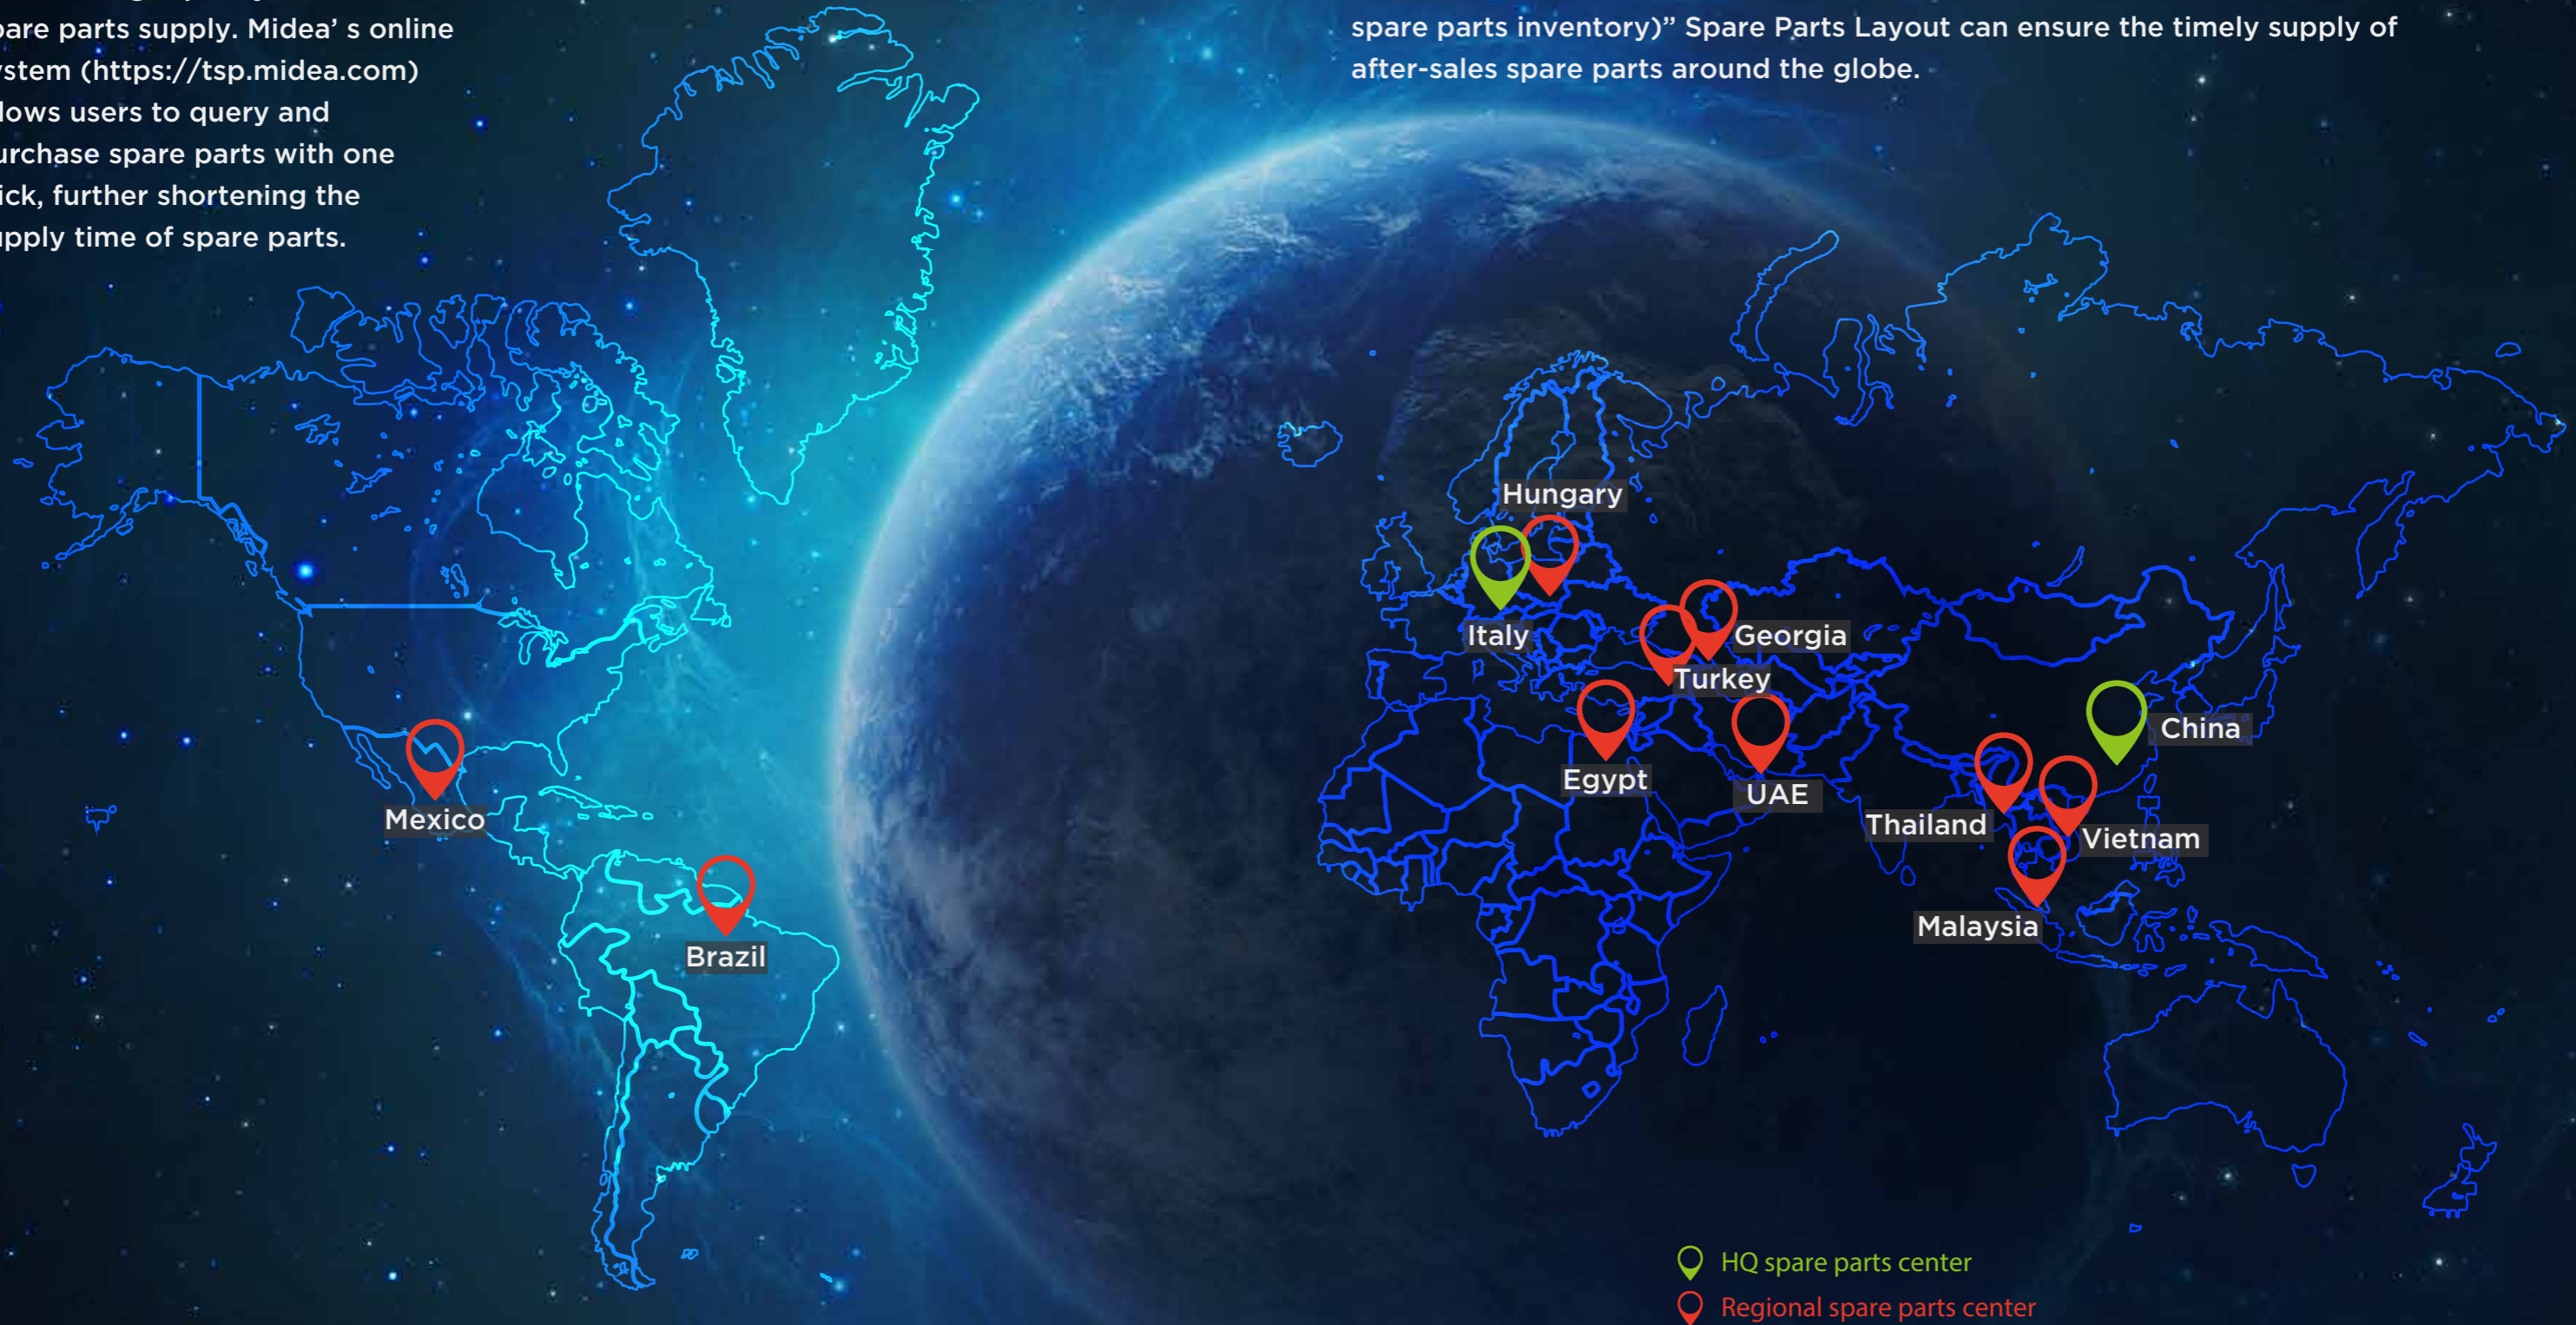 pare parts supply. Midea' s online
ystem (https://tsp.midea.com)
lows users to query and
urchase spare parts with one
ick, further shortening the
upply time of spare parts.
spare parts inventory)” Spare Parts Layout can ensure the timely supply of
after-sales spare parts around the globe.
Hungary
Italy
Georgia
Turkey
Egypt
UAE
China
Thailand
Vietnam
Malaysia
Mexico
Brazil
HQ spare parts center
Regional spare parts center